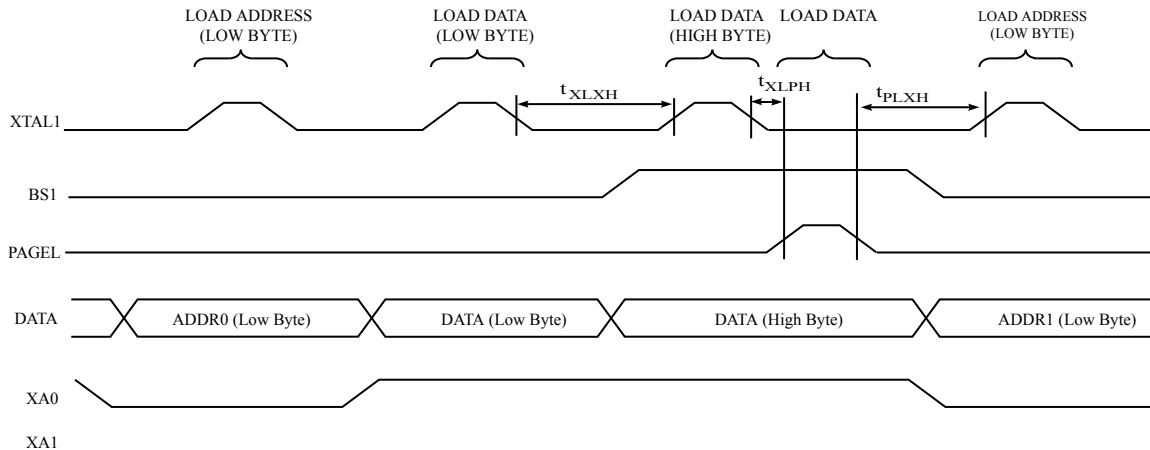 LOAD ADDRESS
(LOW BYTE)
LOAD DATA
(LOW BYTE)
LOAD DATA
(HIGH BYTE)
LOAD DATA
LOAD ADDRESS
(LOW BYTE)
XTAL1
tXLXH
tXLPH
tPLXH
BS1
PAGEL
DATA
ADDR0 (Low Byte)
DATA (Low Byte)
DATA (High Byte)
ADDR1 (Low Byte)
XA0
XA1